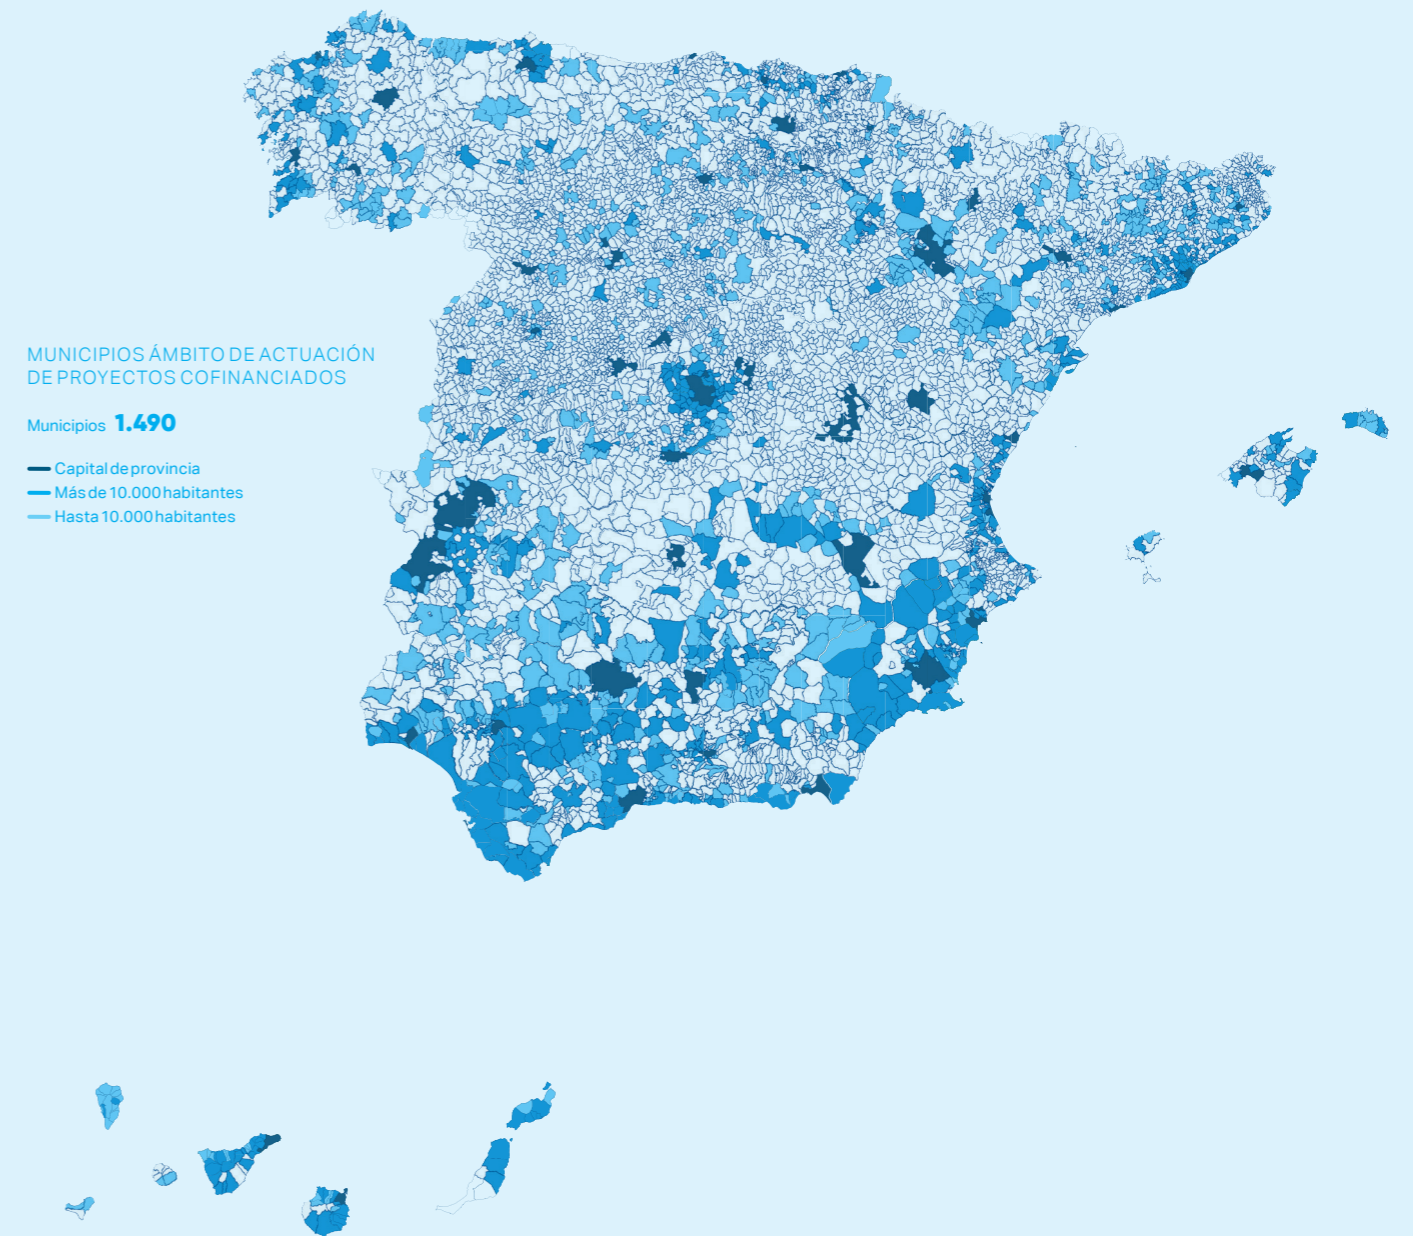 MUNICIPIOS ÁMBITO DE ACTUACIÓN
DE PROYECTOS COFINANCIADOS
Municipios 1.490
Capital de provincia
Más de 10.000 habitantes
Hasta 10.000 habitantes